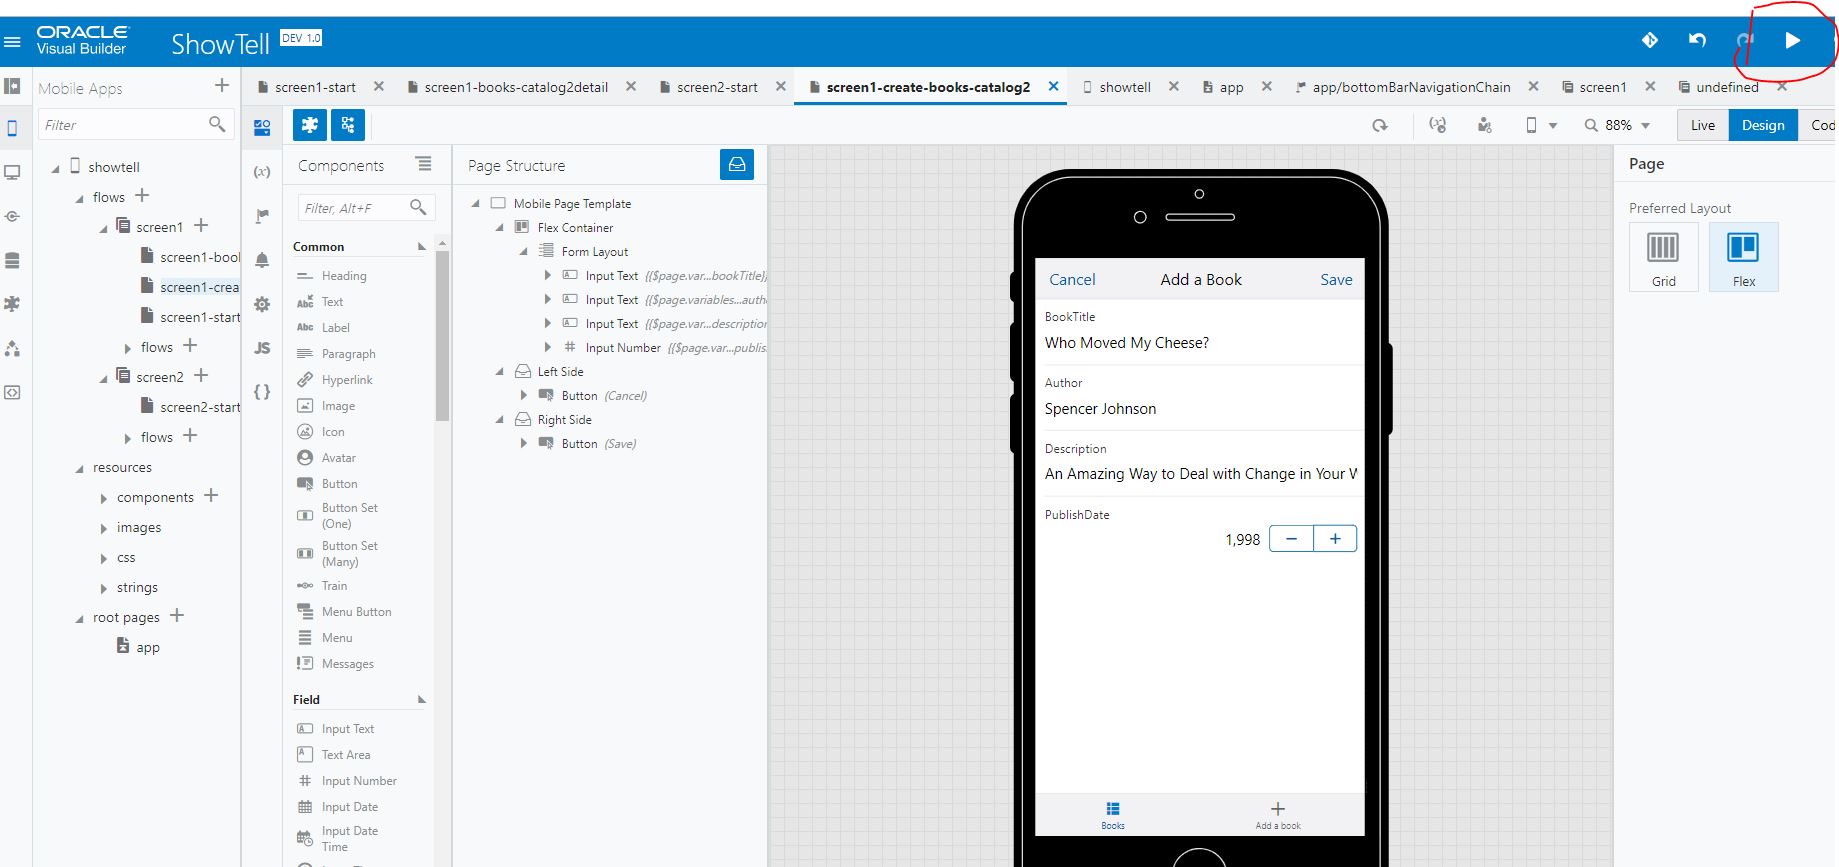 ORACLE
Visual Builder
ShowTell
DEV 1.0
Mobile Apps
Filter
showtell
flows
screen1
screen1-bool
screen1-crea
screen1-start
flows
screen2
screen2-start
flows
resources
components
images
css
strings
root pages
app
screen1-start
screen1-books-catalog2detail
screen2-start
screen1-create-books-catalog2
showtell
app
app/bottomBarNavigationChain
screen1
undefined
88%
Live
Design
Cod
(x)
JS
{ }
Components
Filter, Alt+F
Common
Heading
Abc Text
Abc Label
Paragraph
Hyperlink
Image
Icon
Avatar
Button
Button Set
(One)
Button Set
(Many)
Train
Menu Button
Menu
Messages
Field
Input Text
Text Area
Input Number
Input Date
Input Date
Time
Page Structure
Mobile Page Template
Flex Container
Form Layout
Input Text {{$page.var...bookTitle}}
Input Text {{$page.variables...autho
Input Text {{$page.var...description
Input Number {{$page.var...publis
Left Side
Button (Cancel)
Right Side
Button (Save)
Cancel
Add a Book
Save
BookTitle
Who Moved My Cheese?
Author
Spencer Johnson
Description
An Amazing Way to Deal with Change in Your W
PublishDate
1,998
Books
Add a book
Page
Preferred Layout
Grid
Flex